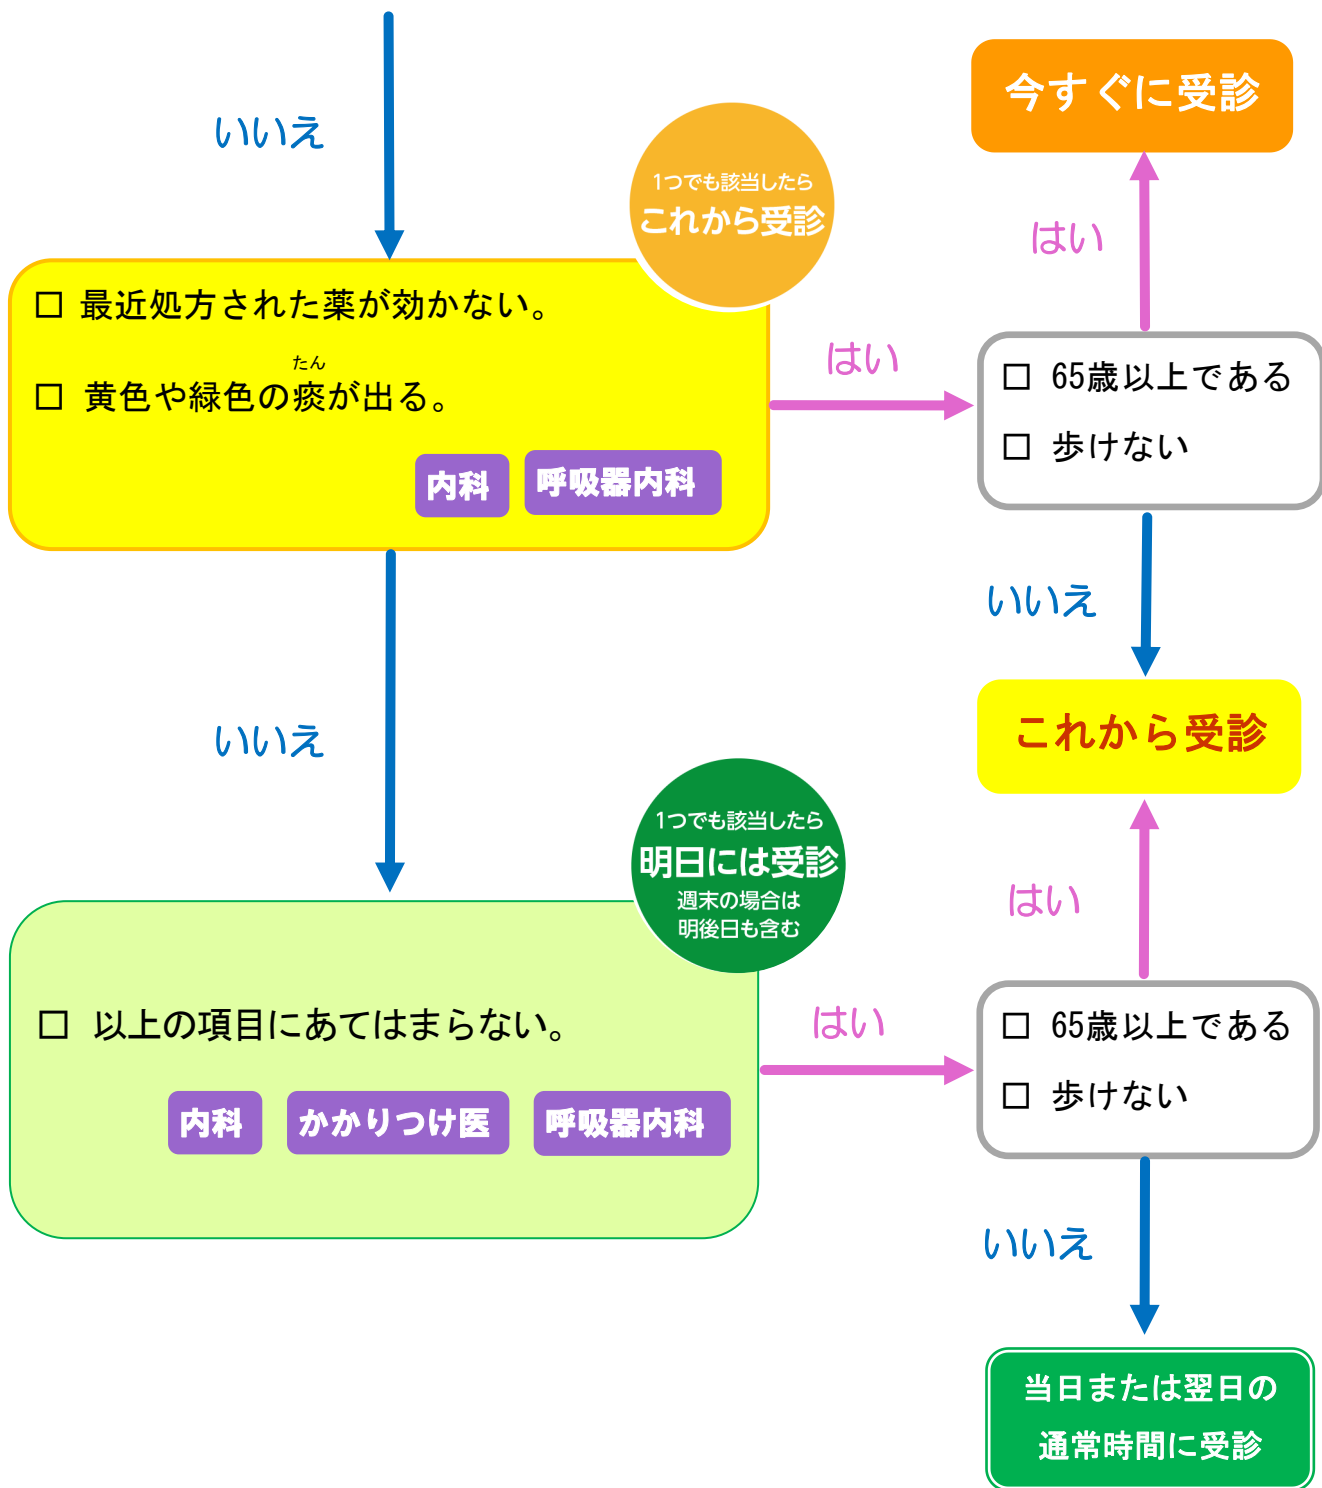 いいえ
今すぐに受診
1つでも該当したら
これから受診
はい
□ 最近処方された薬が効かない。
たん
□ 黄色や緑色の痰が出る。
内科 呼吸器内科
はい
□ 65歳以上である
□ 歩けない
いいえ
これから受診
いいえ
1つでも該当したら
明日には受診
週末の場合は
明後日も含む
はい
□ 以上の項目にあてはまらない。
内科 かかりつけ医 呼吸器内科
はい
□ 65歳以上である
□ 歩けない
いいえ
当日または翌日の
通常時間に受診